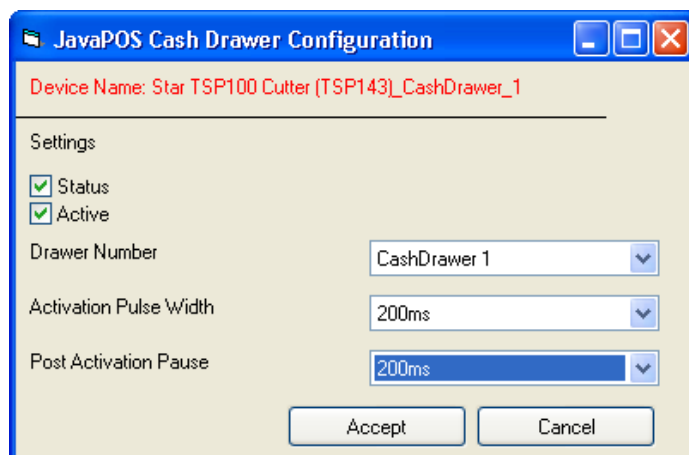 JavaPOS Cash Drawer Configuration
Device Name: Star TSP100 Cutter (TSP143)_CashDrawer_1
Settings
Status
Active
Drawer Number CashDrawer 1
Activation Pulse Width 200ms
Post Activation Pause 200ms
Accept Cancel